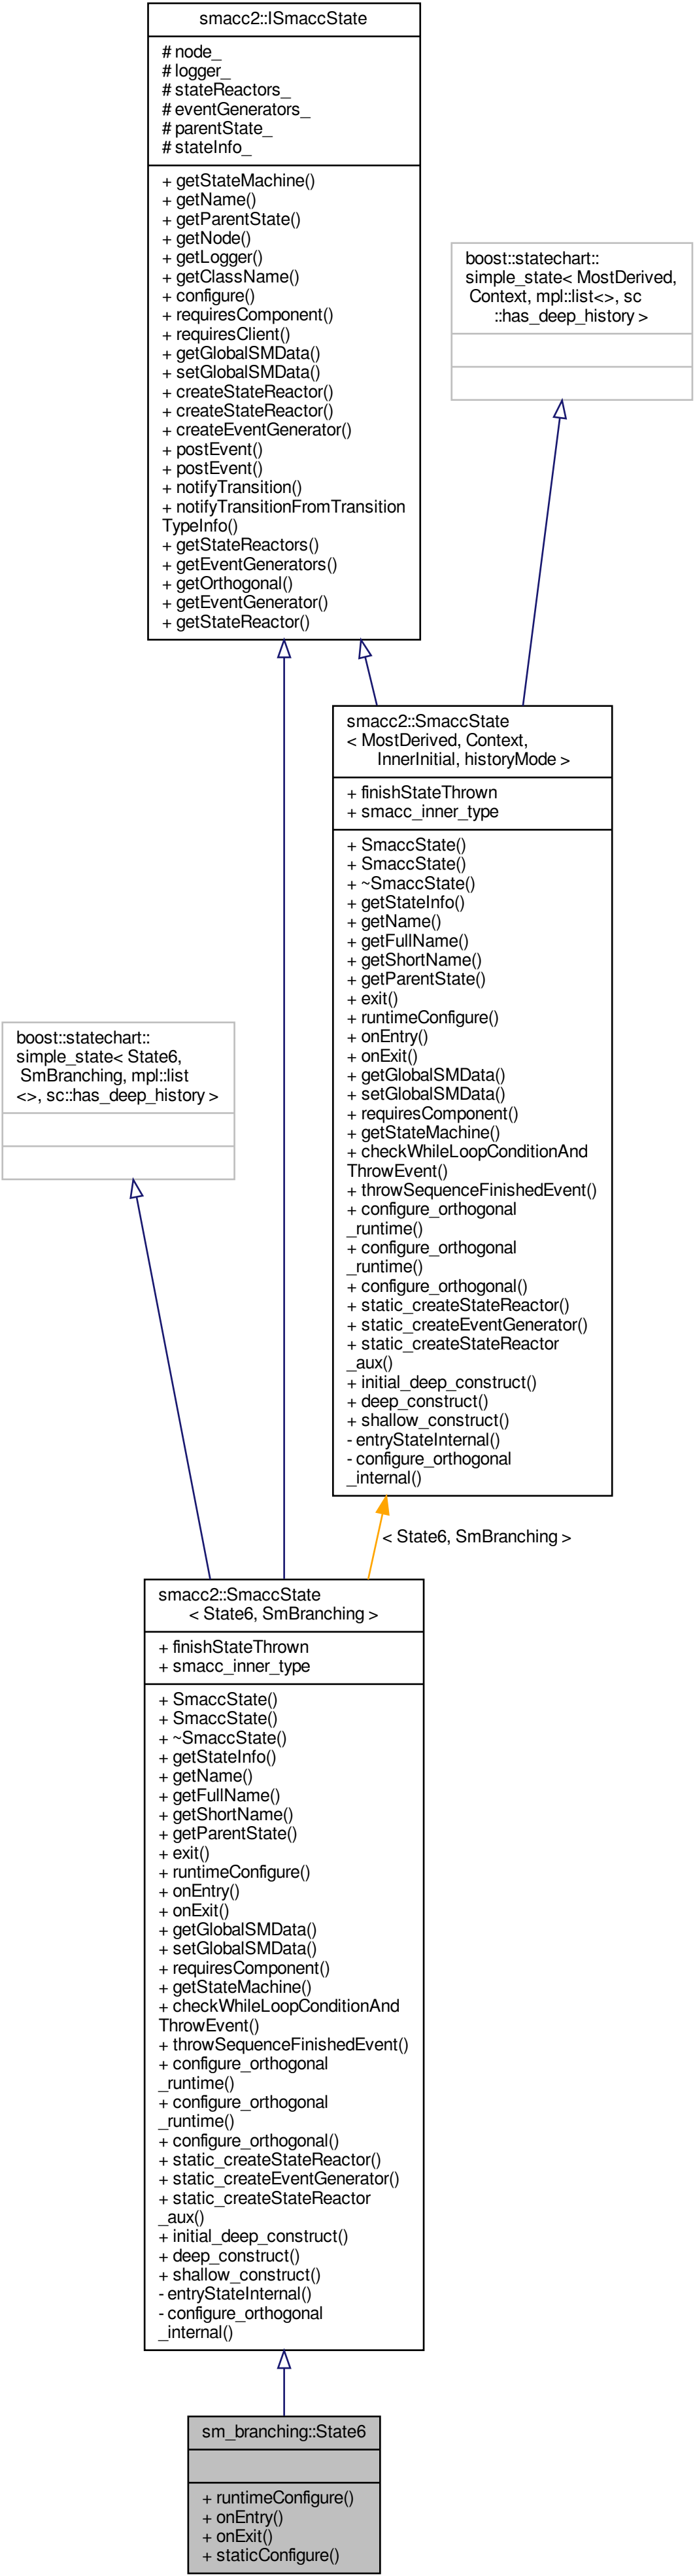 smacc2::ISmaccState
# node_
# logger_
# stateReactors_
# eventGenerators_
# parentState_
# stateInfo_
+ getStateMachine()
+ getName()
+ getParentState()
+ getNode()
+ getLogger()
+ getClassName()
+ configure()
+ requiresComponent()
+ requiresClient()
+ getGlobalSMData()
+ setGlobalSMData()
+ createStateReactor()
+ createStateReactor()
+ createEventGenerator()
+ postEvent()
+ postEvent()
+ notifyTransition()
+ notifyTransitionFromTransition
TypeInfo()
+ getStateReactors()
+ getEventGenerators()
+ getOrthogonal()
+ getEventGenerator()
+ getStateReactor()
boost::statechart::
simple_state< MostDerived,
Context, mpl::list<>, sc
::has_deep_history >
smacc2::SmaccState
< MostDerived, Context,
InnerInitial, historyMode >
+ finishStateThrown
+ smacc_inner_type
+ SmaccState()
+ SmaccState()
+ ~SmaccState()
+ getStateInfo()
+ getName()
+ getFullName()
+ getShortName()
+ getParentState()
+ exit()
+ runtimeConfigure()
+ onEntry()
+ onExit()
+ getGlobalSMData()
+ setGlobalSMData()
+ requiresComponent()
+ getStateMachine()
+ checkWhileLoopConditionAnd
ThrowEvent()
+ throwSequenceFinishedEvent()
+ configure_orthogonal
_runtime()
+ configure_orthogonal
_runtime()
+ configure_orthogonal()
+ static_createStateReactor()
+ static_createEventGenerator()
+ static_createStateReactor
_aux()
+ initial_deep_construct()
+ deep_construct()
+ shallow_construct()
- entryStateInternal()
- configure_orthogonal
_internal()
boost::statechart::
simple_state< State6,
SmBranching, mpl::list
<>, sc::has_deep_history >
< State6, SmBranching >
smacc2::SmaccState
< State6, SmBranching >
+ finishStateThrown
+ smacc_inner_type
+ SmaccState()
+ SmaccState()
+ ~SmaccState()
+ getStateInfo()
+ getName()
+ getFullName()
+ getShortName()
+ getParentState()
+ exit()
+ runtimeConfigure()
+ onEntry()
+ onExit()
+ getGlobalSMData()
+ setGlobalSMData()
+ requiresComponent()
+ getStateMachine()
+ checkWhileLoopConditionAnd
ThrowEvent()
+ throwSequenceFinishedEvent()
+ configure_orthogonal
_runtime()
+ configure_orthogonal
_runtime()
+ configure_orthogonal()
+ static_createStateReactor()
+ static_createEventGenerator()
+ static_createStateReactor
_aux()
+ initial_deep_construct()
+ deep_construct()
+ shallow_construct()
- entryStateInternal()
- configure_orthogonal
_internal()
sm_branching::State6
+ runtimeConfigure()
+ onEntry()
+ onExit()
+ staticConfigure()